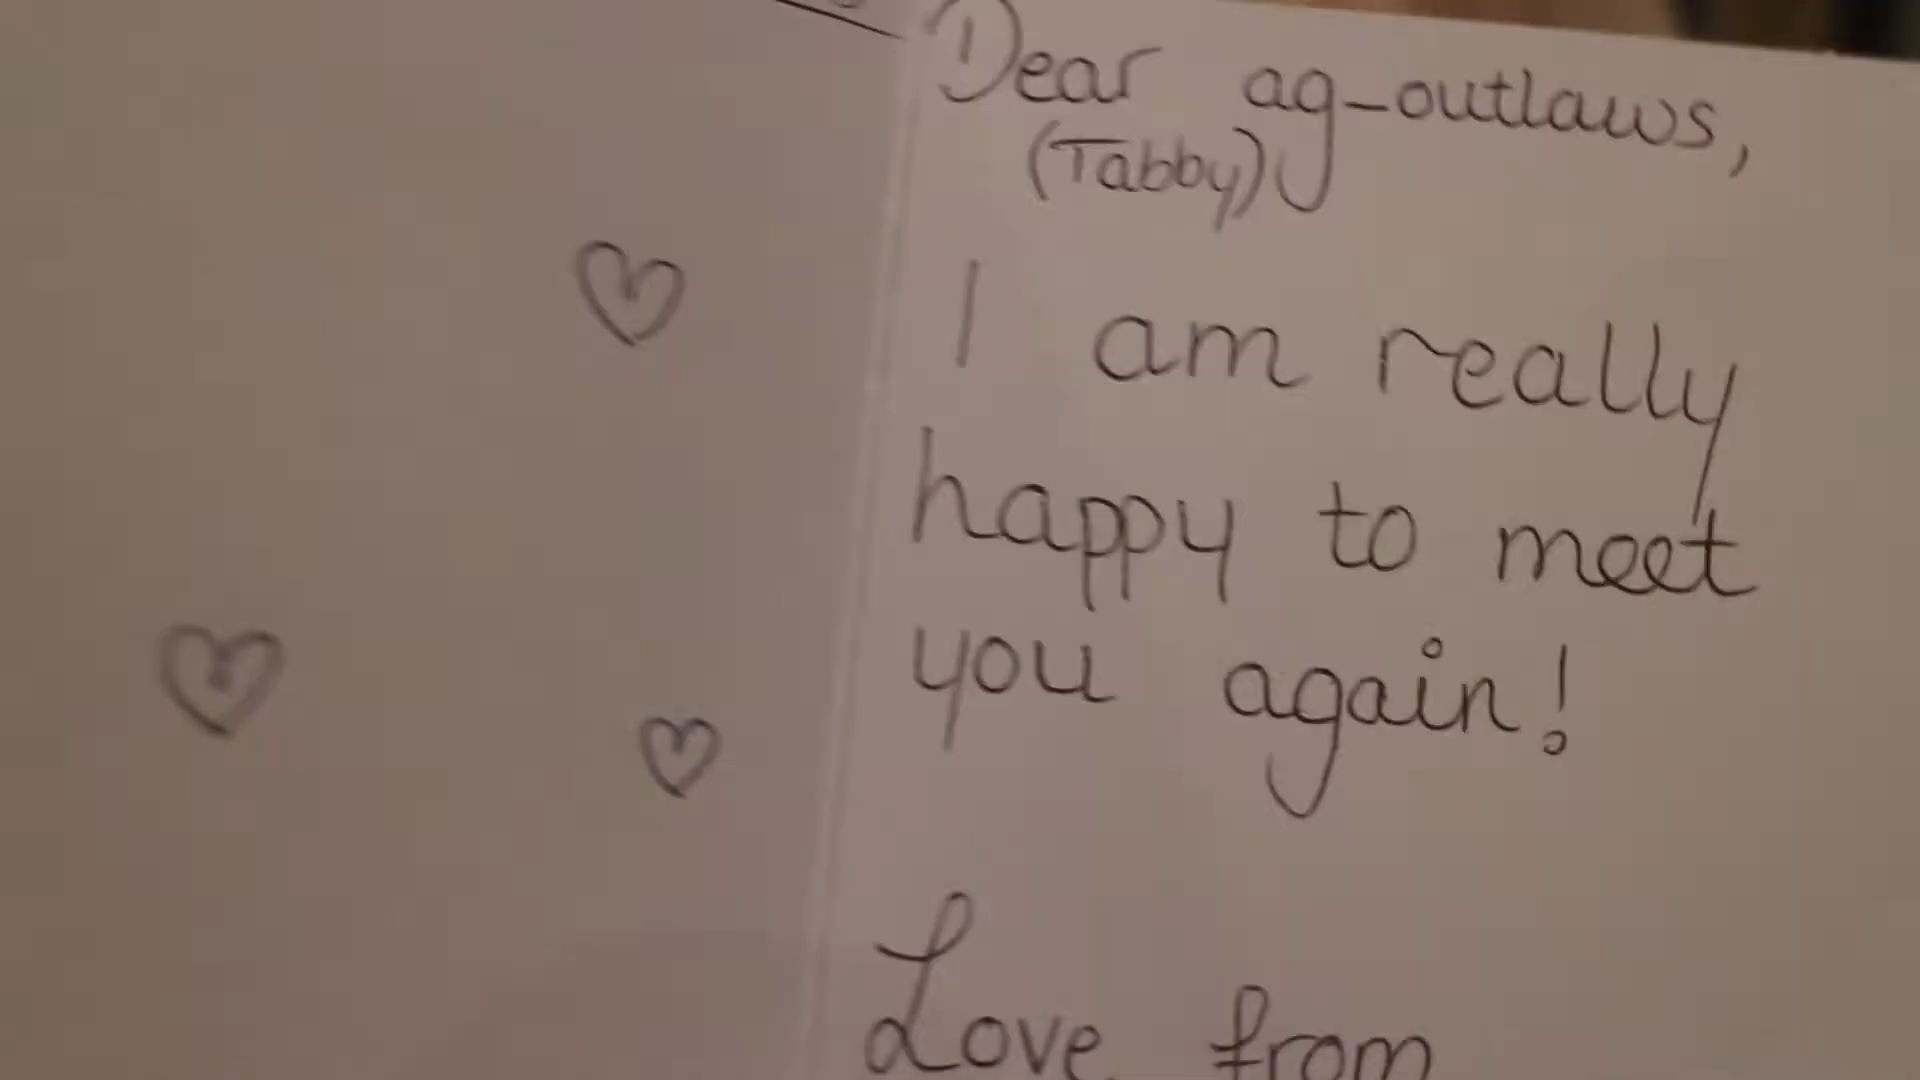 Dear ag-outlaws,
(Tabby)
I am really
happy to meet
you again!
Love from